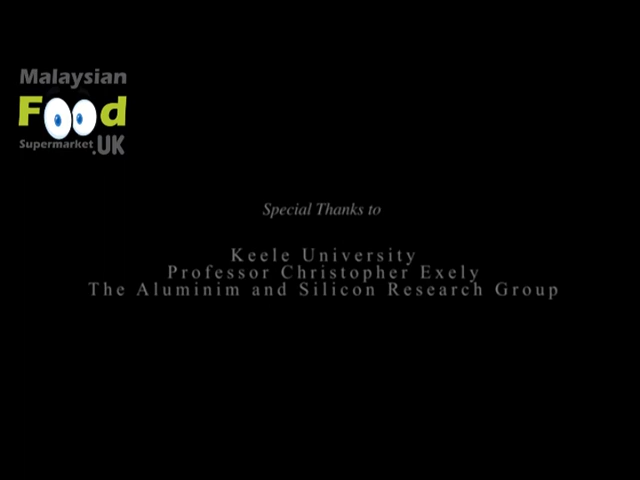 Malaysian
Food
Supermarket.UK
Special Thanks to
Keele University
Professor Christopher Exely
The Aluminim and Silicon Research Group